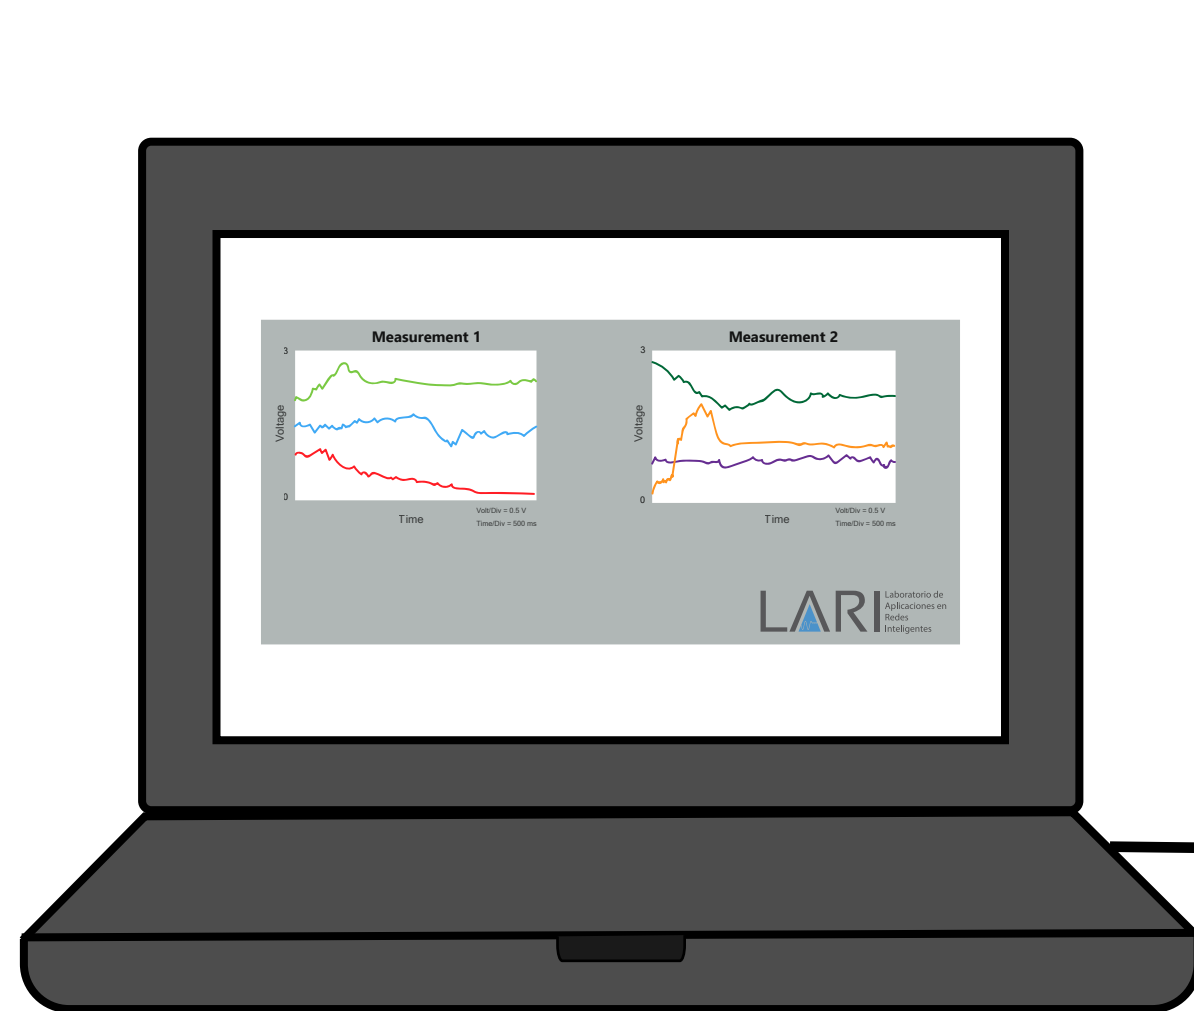 Measurement 1
3
Voltage
0
Time
Volt/Div = 0.5 V
Time/Div = 500 ms
Measurement 2
3
Voltage
0
Time
Volt/Div = 0.5 V
Time/Div = 500 ms
LARI
Laboratorio de
Aplicaciones en
Redes
Inteligentes